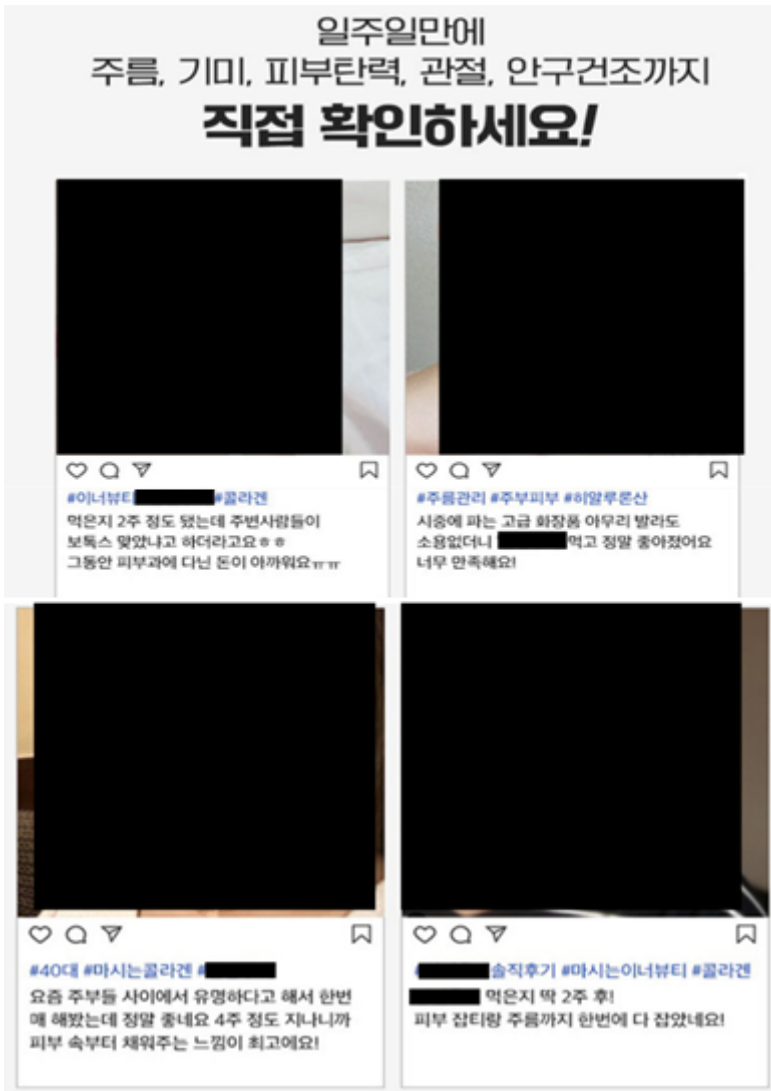 일주일만에
주름, 기미, 피부탄력, 관절, 안구건조까지
직접 확인하세요!
#이너뷰티 #콜라겐
먹은지 2주 정도 됐는데 주변사람들이
보톡스 맞았냐고 하더라고요ㅎㅎ
그동안 피부과에 다닌 돈이 아까워요ㅠㅠ
#주름관리 #주부피부 #히알루론산
시중에 파는 고급 화장품 아무리 발라도
소용없더니 먹고 정말 좋아졌어요
너무 만족해요!
#40대 #마시는콜라겐 #
요즘 주부들 사이에서 유명하다고 해서 한번
매 해봤는데 정말 좋네요 4주 정도 지나니까
피부 속부터 채워주는 느낌이 최고에요!
솔직후기 #마시는이너뷰티 #콜라겐
먹은지 딱 2주 후!
피부 잡티랑 주름까지 한번에 다 잡았네요!